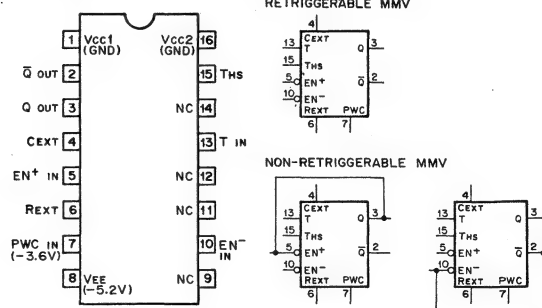 RETRIGGERABLE MMV
1 VCC1 (GND)
VCC2 (GND) 16
Q̅ OUT 2
15 THS
Q OUT 3
NC 14
CEXT 4
13 T IN
EN+ IN 5
NC 12
REXT 6
NC 11
PWC IN (-3.6V) 7
10 EN- IN
8 VEE (-5.2V)
NC 9
4
CEXT
13 T
Q 3
15 THS
5 EN+
Q̅ 2
10 EN-
REXT PWC
6 7
NON-RETRIGGERABLE MMV
4
CEXT
13 T
Q 3
15 THS
5 EN+
Q̅ 2
10 EN-
REXT PWC
6 7
4
CEXT
13 T
Q 3
15 THS
5 EN+
Q̅ 2
10 EN-
REXT PWC
6 7